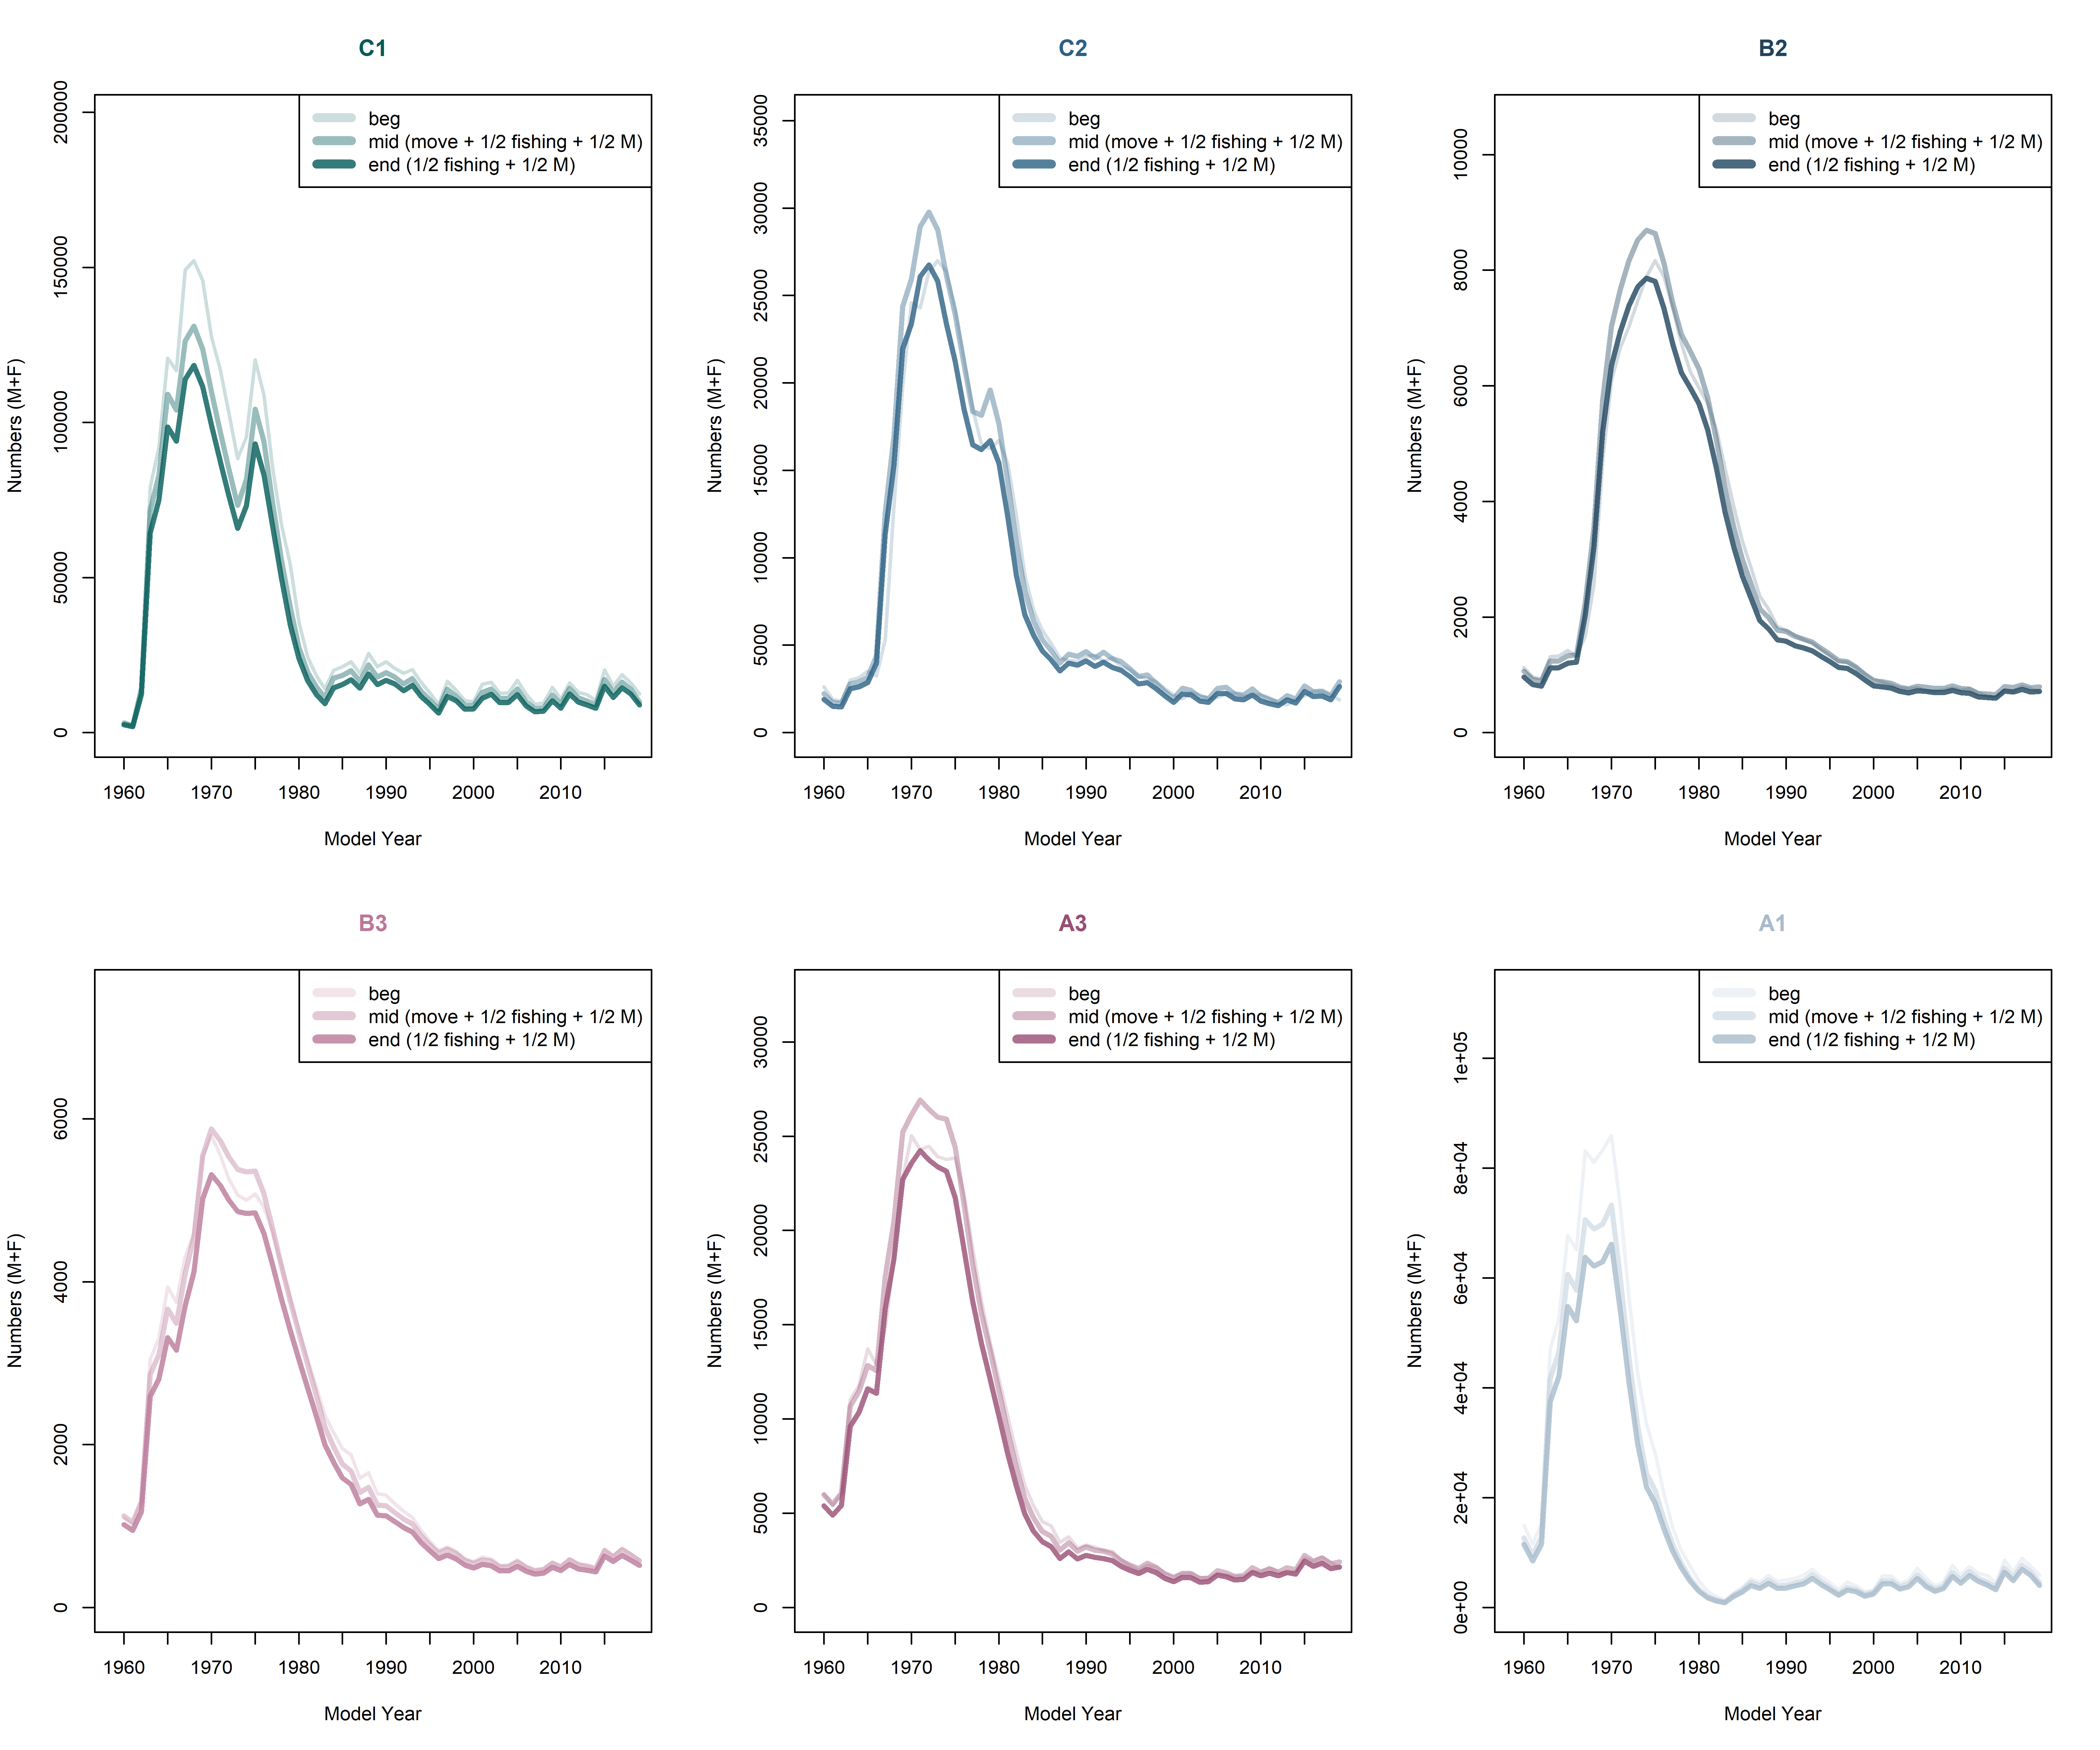 C1
beg
mid (move + 1/2 fishing + 1/2 M)
end (1/2 fishing + 1/2 M)
200000
150000
100000
50000
0
Numbers (M+F)
1960 1970 1980 1990 2000 2010
Model Year
C2
beg
mid (move + 1/2 fishing + 1/2 M)
end (1/2 fishing + 1/2 M)
35000
30000
25000
20000
15000
10000
5000
0
Numbers (M+F)
1960 1970 1980 1990 2000 2010
Model Year
B2
beg
mid (move + 1/2 fishing + 1/2 M)
end (1/2 fishing + 1/2 M)
10000
8000
6000
4000
2000
0
Numbers (M+F)
1960 1970 1980 1990 2000 2010
Model Year
B3
beg
mid (move + 1/2 fishing + 1/2 M)
end (1/2 fishing + 1/2 M)
6000
4000
2000
0
Numbers (M+F)
1960 1970 1980 1990 2000 2010
Model Year
A3
beg
mid (move + 1/2 fishing + 1/2 M)
end (1/2 fishing + 1/2 M)
30000
25000
20000
15000
10000
5000
0
Numbers (M+F)
1960 1970 1980 1990 2000 2010
Model Year
A1
beg
mid (move + 1/2 fishing + 1/2 M)
end (1/2 fishing + 1/2 M)
1e+05
8e+04
6e+04
4e+04
2e+04
0e+00
Numbers (M+F)
1960 1970 1980 1990 2000 2010
Model Year